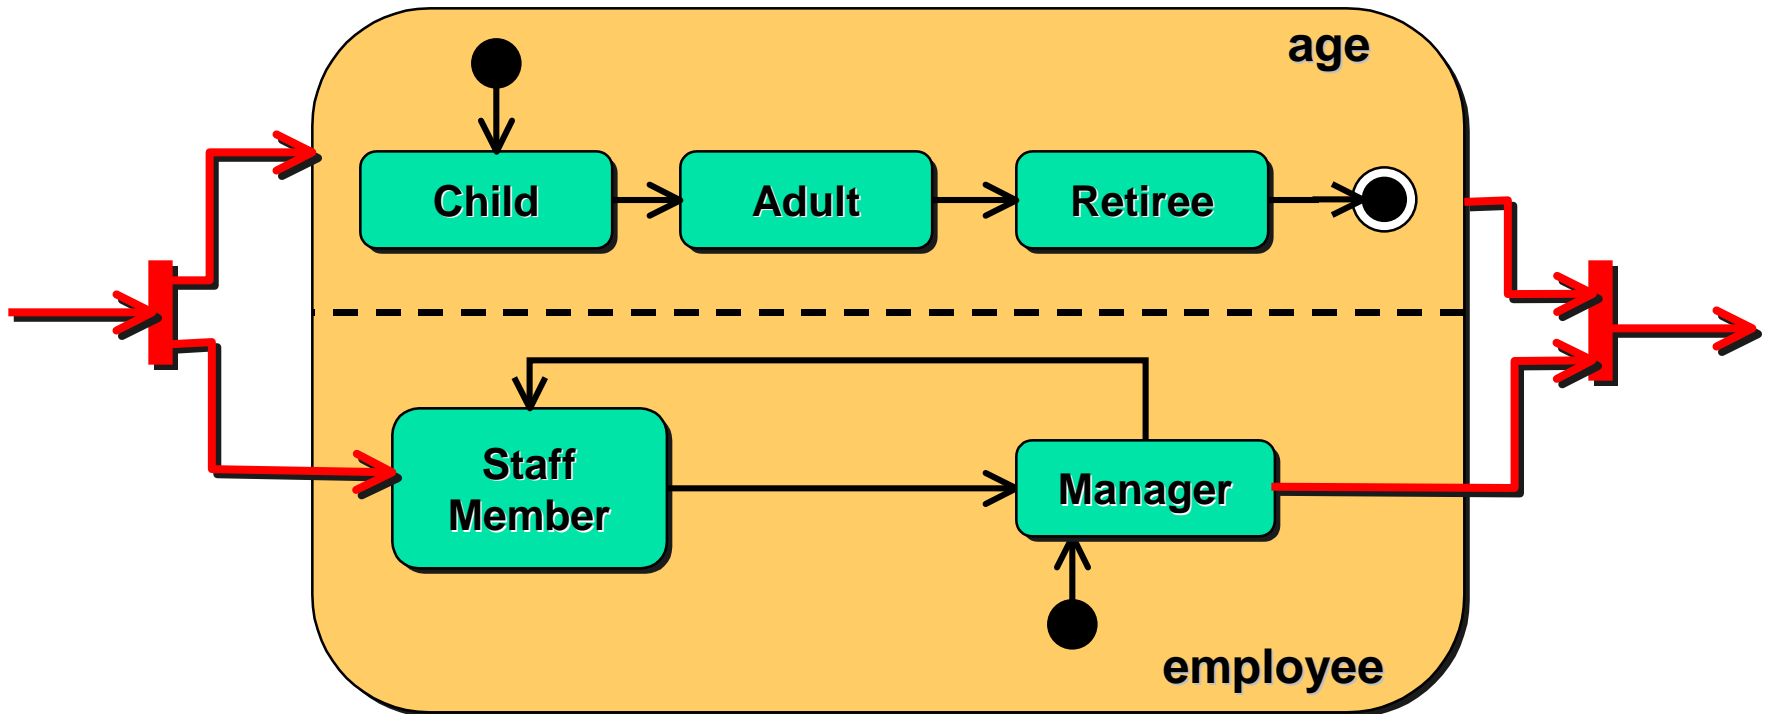 age
Child
Adult
Retiree
Staff
Member
Manager
employee